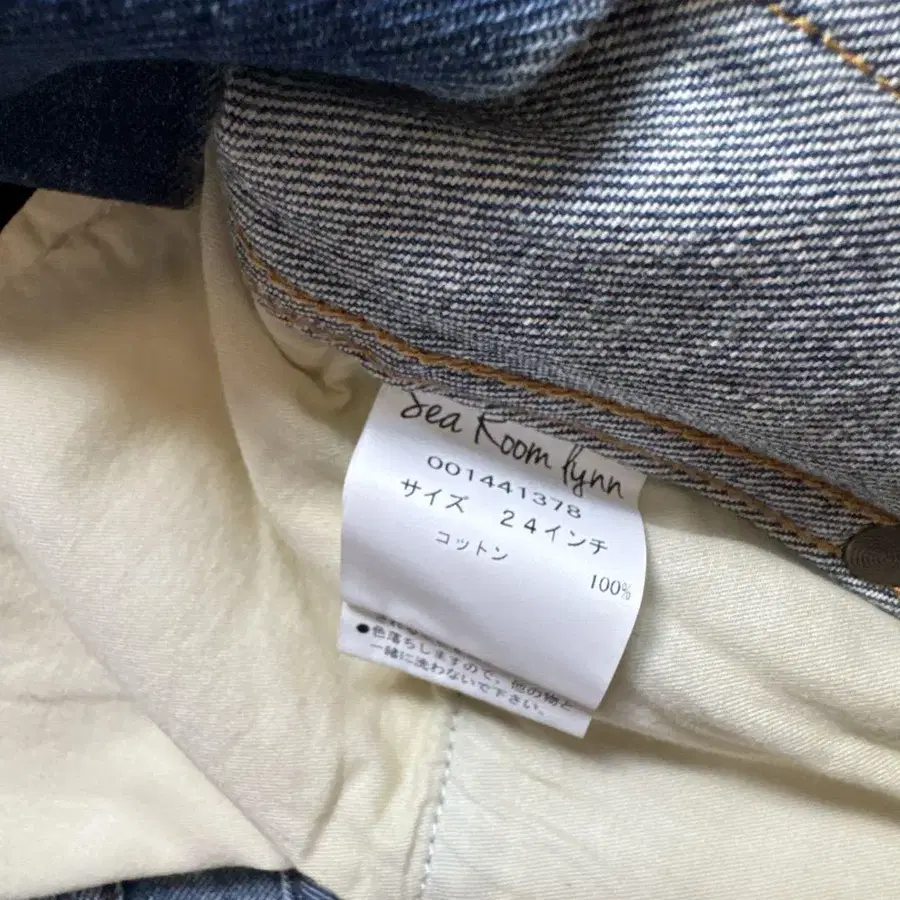 Sea Room lynn
001441378
サイズ 24インチ
コットン
100%
●色落ちしますので、他の物と
一緒に洗わないで下さい。